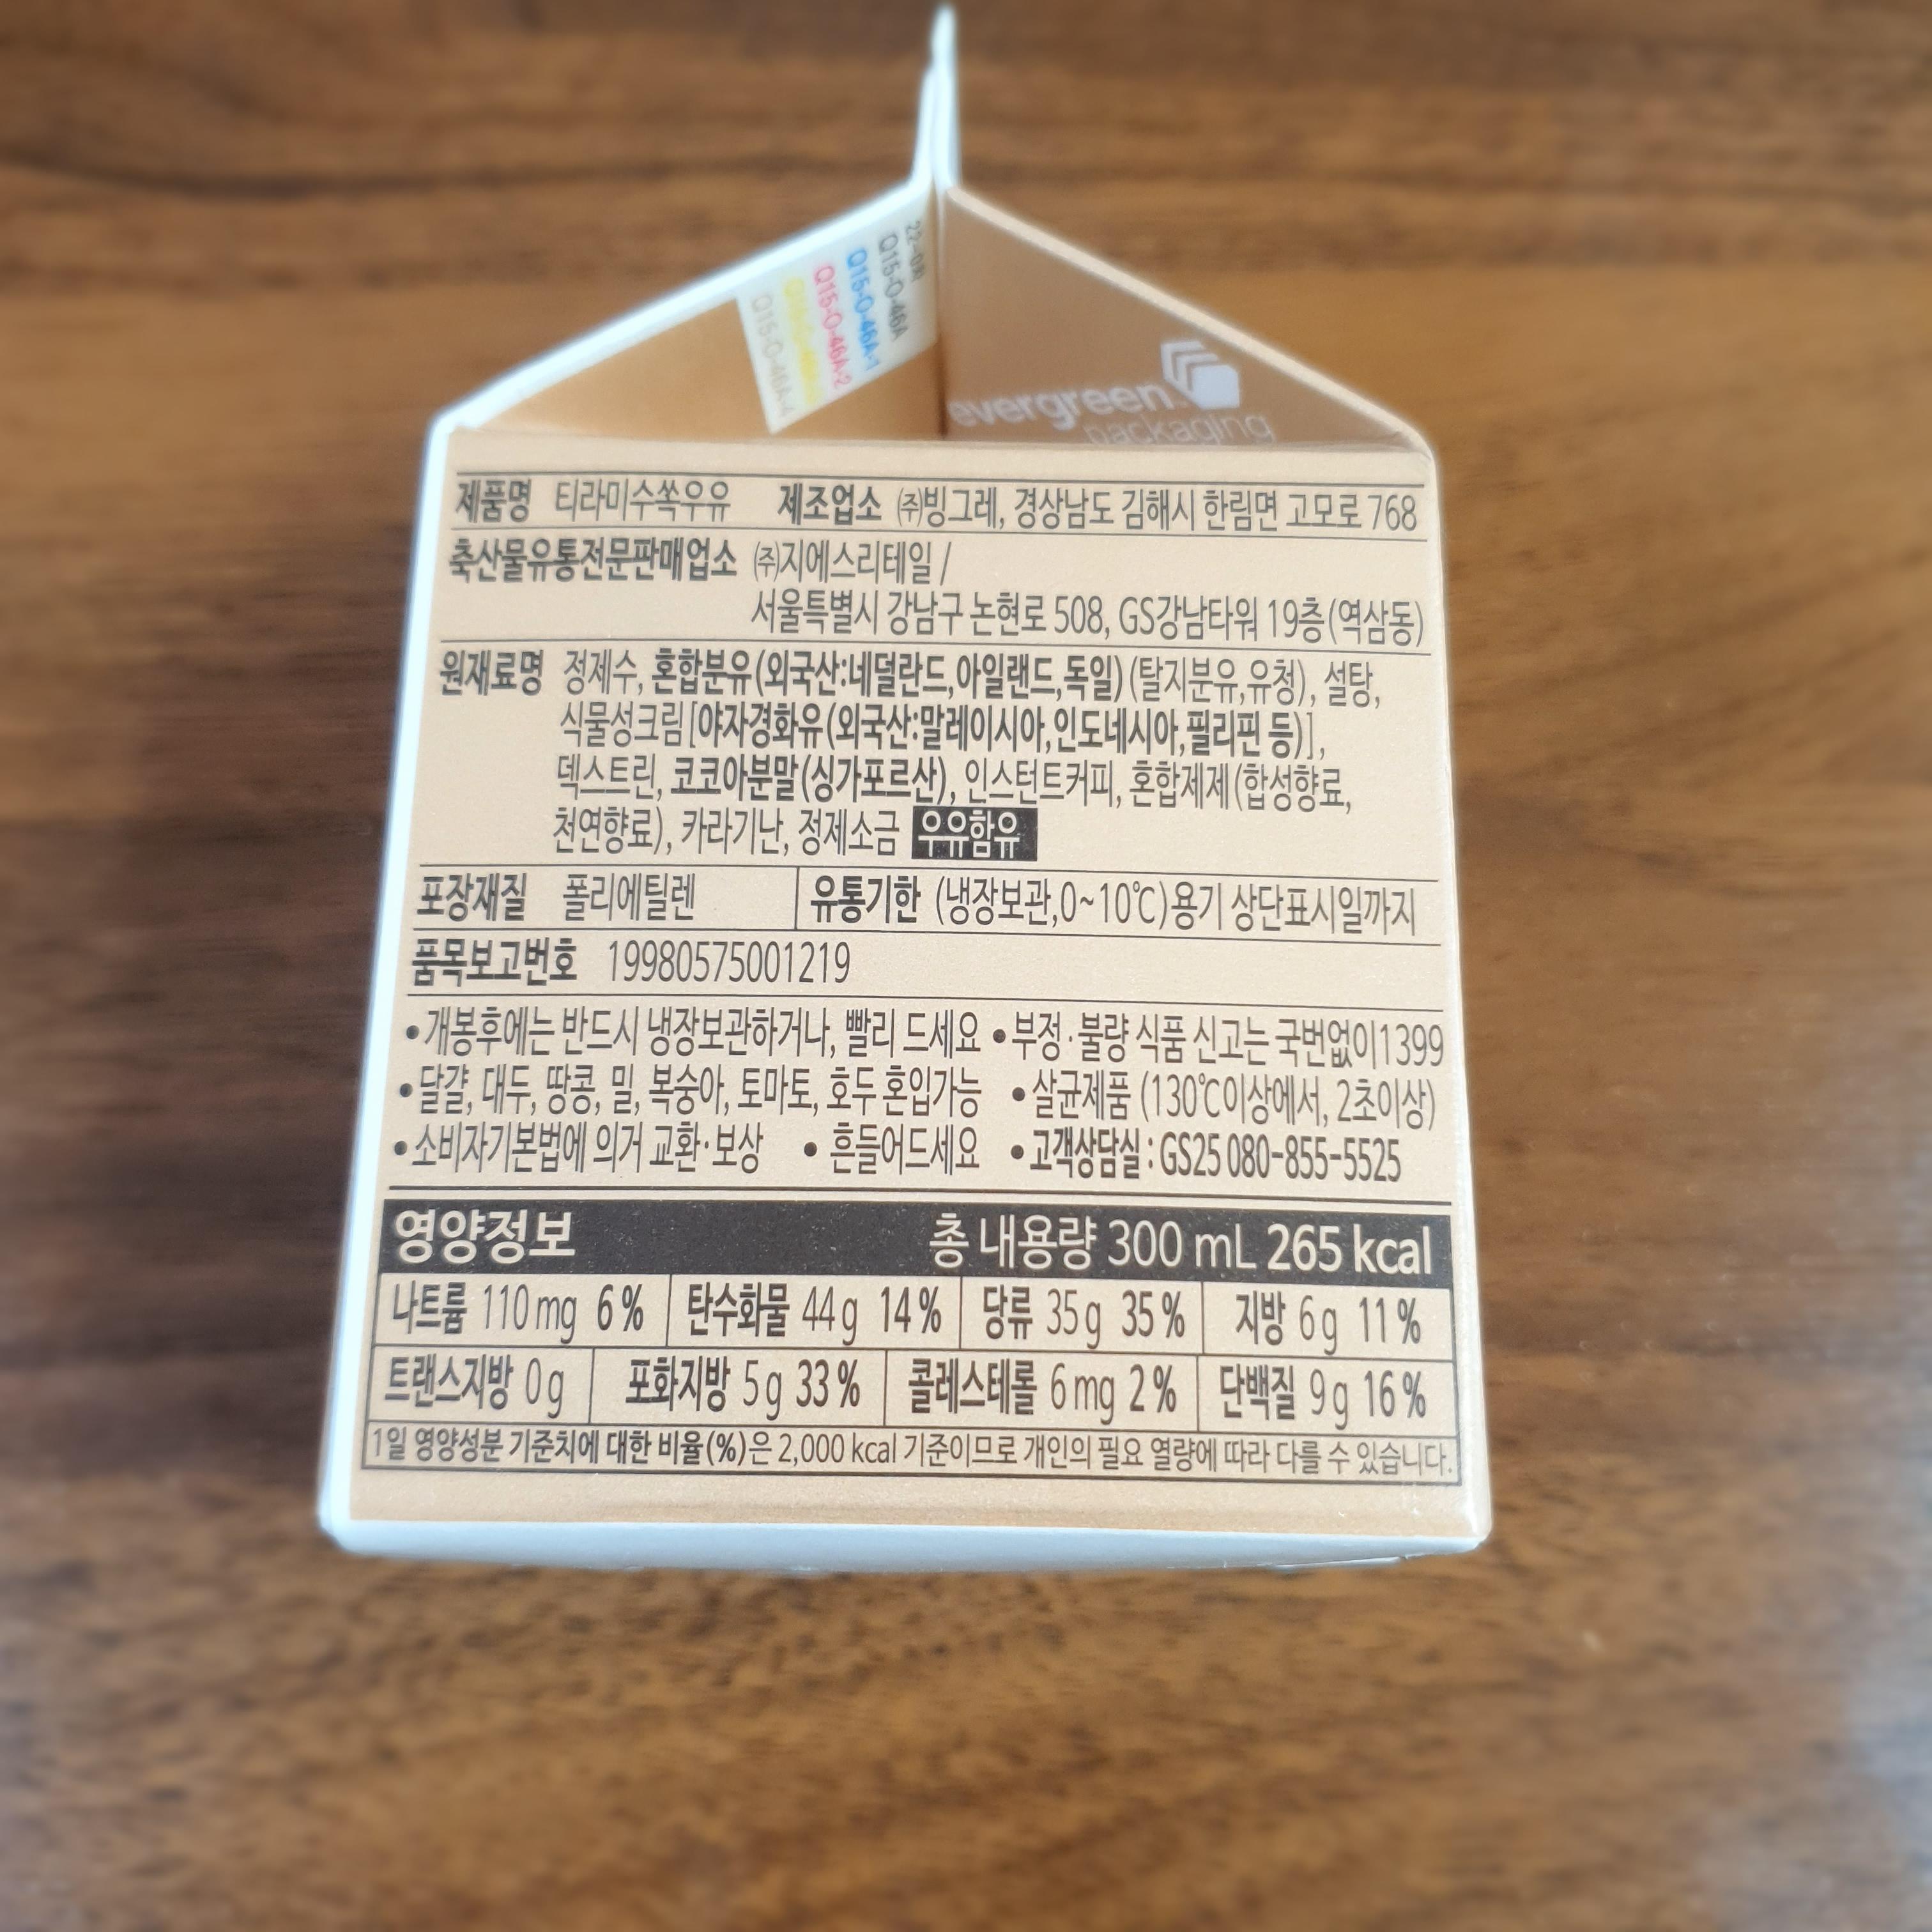 22-08
Q15-O-46A
Q15-O-46A-1
Q15-O-46A-2
Q15-O-46A-4
evergreen
packaging
제품명 티라미수쏙우유 제조업소 ㈜빙그레, 경상남도 김해시 한림면 고모로 768
축산물유통전문판매업소 ㈜지에스리테일 /
서울특별시 강남구 논현로 508, GS강남타워 19층(역삼동)
원재료명 정제수, 혼합분유(외국산:네덜란드,아일랜드,독일)(탈지분유,유청), 설탕,
식물성크림[야자경화유(외국산:말레이시아,인도네시아,필리핀 등)],
덱스트린, 코코아분말(싱가포르산), 인스턴트커피, 혼합제제(합성향료,
천연향료), 카라기난, 정제소금 우유함유
포장재질 폴리에틸렌 유통기한 (냉장보관,0~10℃)용기 상단표시일까지
품목보고번호 19980575001219
•개봉후에는 반드시 냉장보관하거나, 빨리 드세요 •부정·불량 식품 신고는 국번없이1399
•달걀, 대두, 땅콩, 밀, 복숭아, 토마토, 호두 혼입가능 •살균제품 (130℃이상에서, 2초이상)
•소비자기본법에 의거 교환·보상 •흔들어드세요 •고객상담실 : GS25 080-855-5525
영양정보 총 내용량 300 mL 265 kcal
나트륨 110 mg 6% 탄수화물 44 g 14% 당류 35 g 35% 지방 6 g 11%
트랜스지방 0 g 포화지방 5 g 33% 콜레스테롤 6 mg 2% 단백질 9 g 16%
1일 영양성분 기준치에 대한 비율(%)은 2,000 kcal 기준이므로 개인의 필요 열량에 따라 다를 수 있습니다.